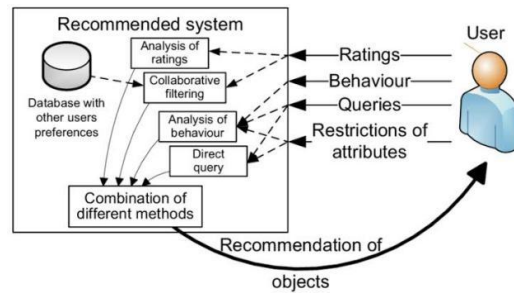 Recommended system
User
Analysis of
ratings
Collaborative
filtering
Database with
other users
preferences
Analysis of
behaviour
Direct
query
Combination of
different methods
Ratings
Behaviour
Queries
Restrictions of
attributes
Recommendation of
objects